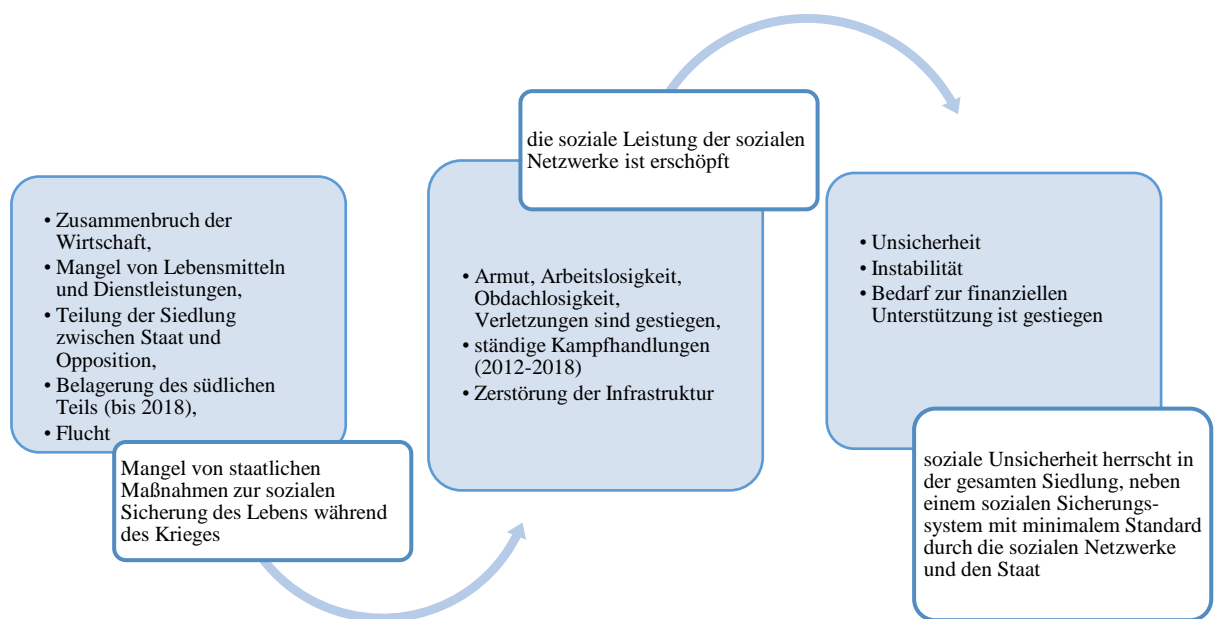 • Zusammenbruch der
Wirtschaft,
• Mangel von Lebensmitteln
und Dienstleistungen,
• Teilung der Siedlung
zwischen Staat und
Opposition,
• Belagerung des südlichen
Teils (bis 2018),
• Flucht
Mangel von staatlichen
Maßnahmen zur sozialen
Sicherung des Lebens während
des Krieges
die soziale Leistung der sozialen
Netzwerke ist erschöpft
• Armut, Arbeitslosigkeit,
Obdachlosigkeit,
Verletzungen sind gestiegen,
• ständige Kampfhandlungen
(2012-2018)
• Zerstörung der Infrastruktur
• Unsicherheit
• Instabilität
• Bedarf zur finanziellen
Unterstützung ist gestiegen
soziale Unsicherheit herrscht in
der gesamten Siedlung, neben
einem sozialen Sicherungs-
system mit minimalem Standard
durch die sozialen Netzwerke
und den Staat